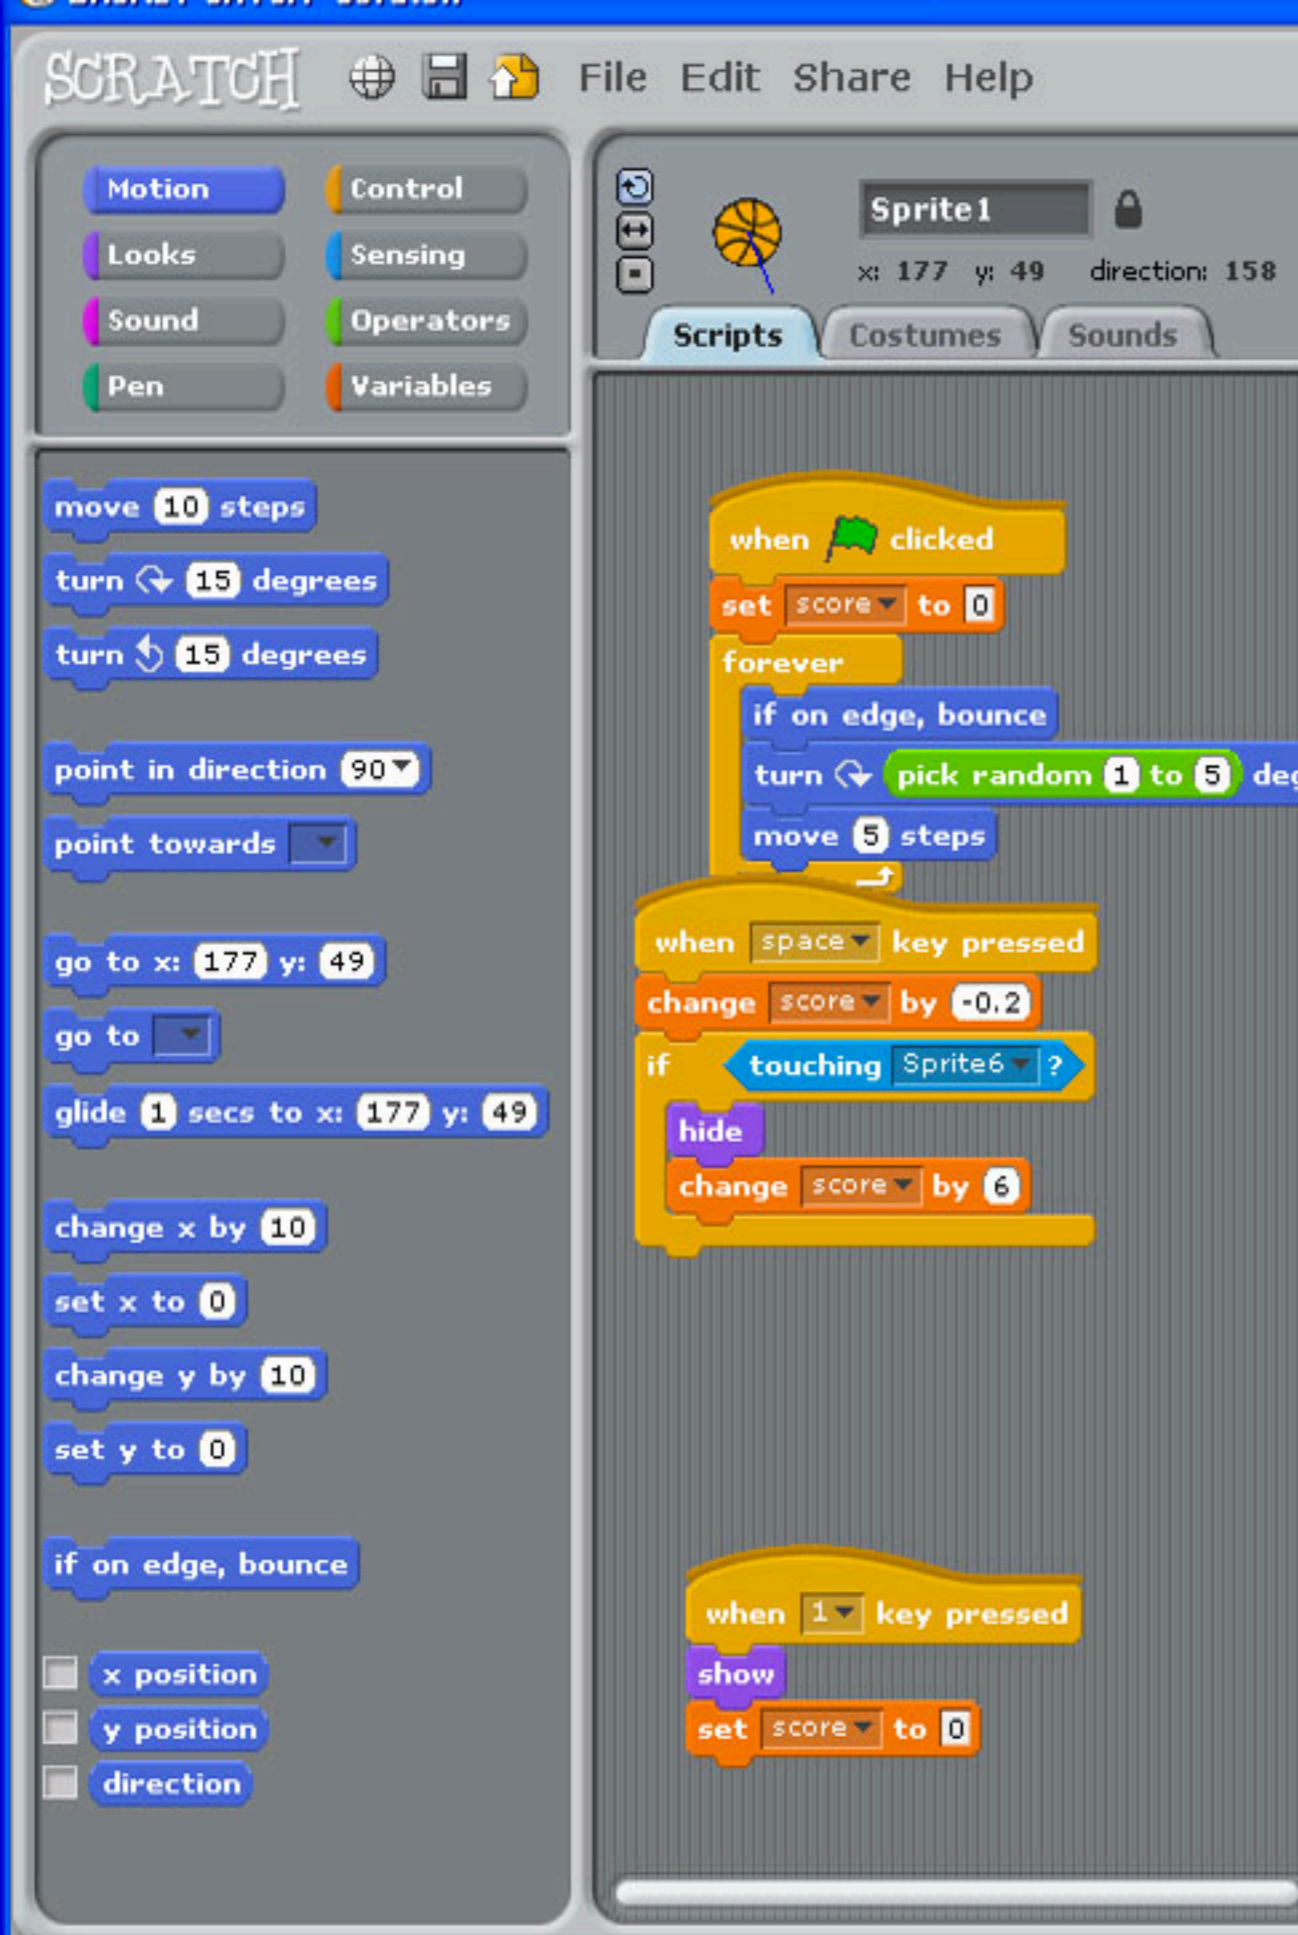 SCRATCH File Edit Share Help
Motion
Control
Looks
Sensing
Sound
Operators
Pen
Variables
move 10 steps
turn 15 degrees
turn 15 degrees
point in direction 90
point towards
go to x: 177 y: 49
go to
glide 1 secs to x: 177 y: 49
change x by 10
set x to 0
change y by 10
set y to 0
if on edge, bounce
x position
y position
direction
Sprite1
x: 177 y: 49 direction: 158
Scripts
Costumes
Sounds
when clicked
set score to 0
forever
if on edge, bounce
turn pick random 1 to 5 deg
move 5 steps
when space key pressed
change score by -0.2
if touching Sprite6 ?
hide
change score by 6
when 1 key pressed
show
set score to 0